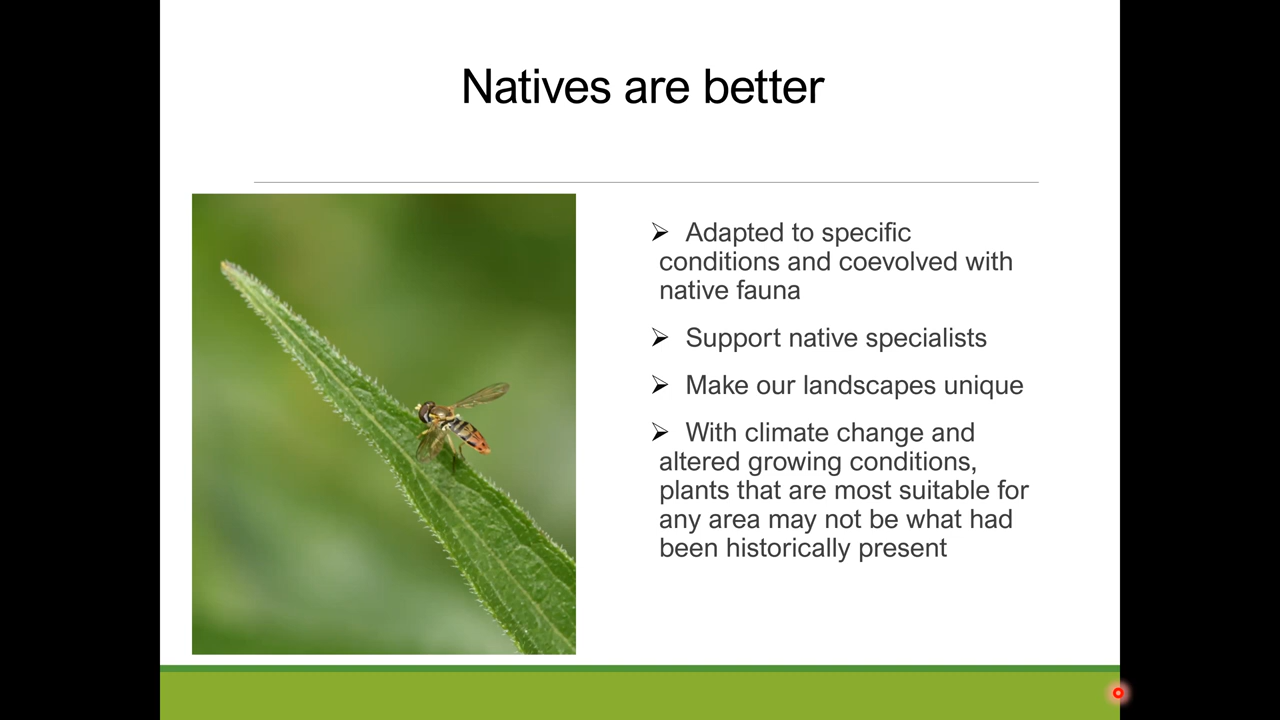 Natives are better
➢ Adapted to specific
conditions and coevolved with
native fauna
➢ Support native specialists
➢ Make our landscapes unique
➢ With climate change and
altered growing conditions,
plants that are most suitable for
any area may not be what had
been historically present